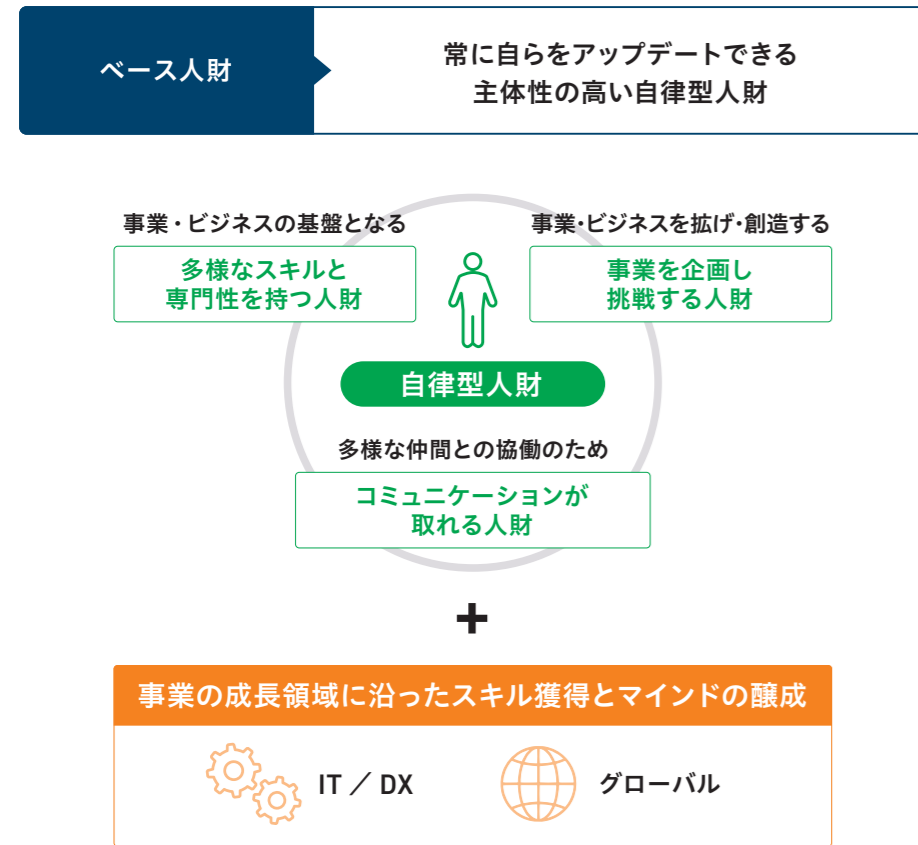 ベース人財
常に自らをアップデートできる
主体性の高い自律型人財
事業・ビジネスの基盤となる
多様なスキルと
専門性を持つ人財
事業・ビジネスを拡げ・創造する
事業を企画し
挑戦する人財
自律型人財
多様な仲間との協働のため
コミュニケーションが
取れる人財
+
事業の成長領域に沿ったスキル獲得とマインドの醸成
IT / DX
グローバル